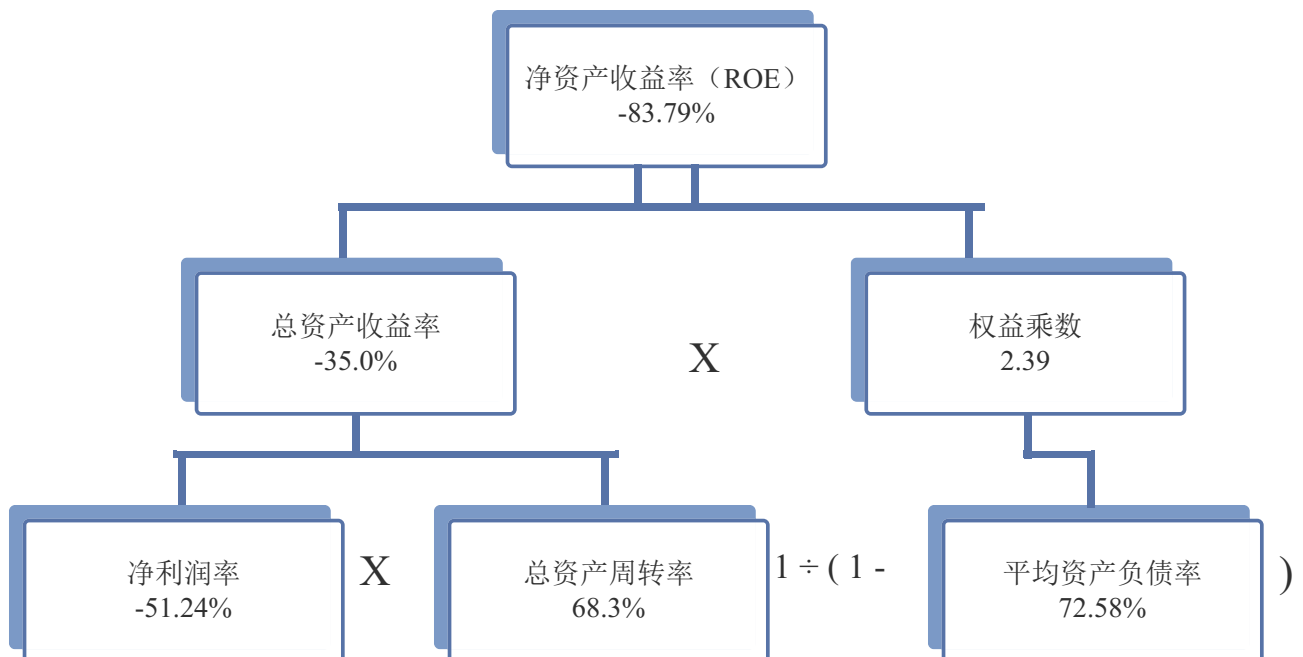 净资产收益率（ROE）
-83.79%
总资产收益率
-35.0%
X
权益乘数
2.39
净利润率
-51.24%
X
总资产周转率
68.3%
1 ÷ ( 1 -
平均资产负债率
72.58%
)